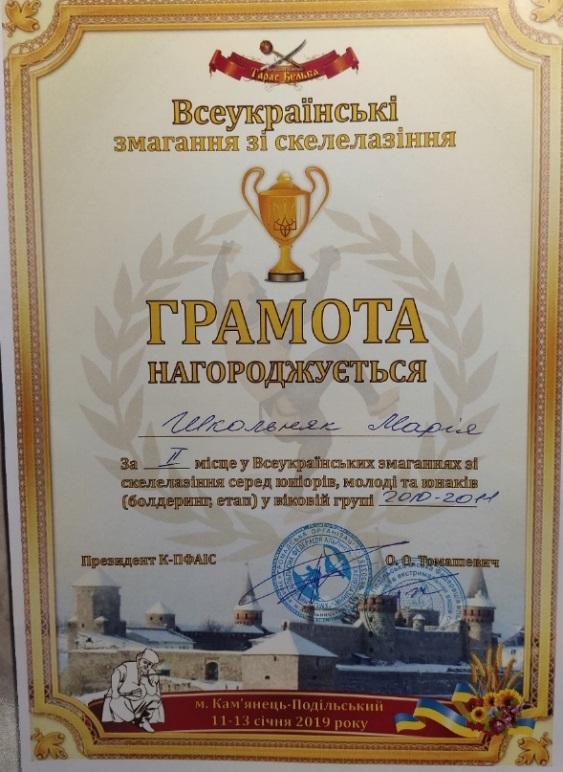 Тарас Бульба
Всеукраїнські
змагання зі скелелазіння
ГРАМОТА
НАГОРОДЖУЄТЬСЯ
Школьняк Марія
За II місце у Всеукраїнських змаганнях зі
скелелазіння серед юніорів, молоді та юнаків
(болдеринг, етап) у віковій групі 2010-2011
Президент К-ПФАІС О. О. Томашевич
м. Кам'янець-Подільський
11-13 січня 2019 року